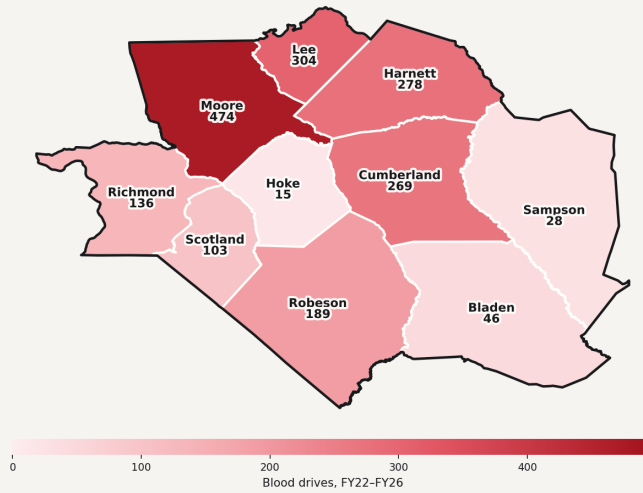 Lee
304
Harnett
278
Moore
474
Cumberland
269
Hoke
15
Richmond
136
Sampson
28
Scotland
103
Robeson
189
Bladen
46
0 100 200 300 400
Blood drives, FY22–FY26